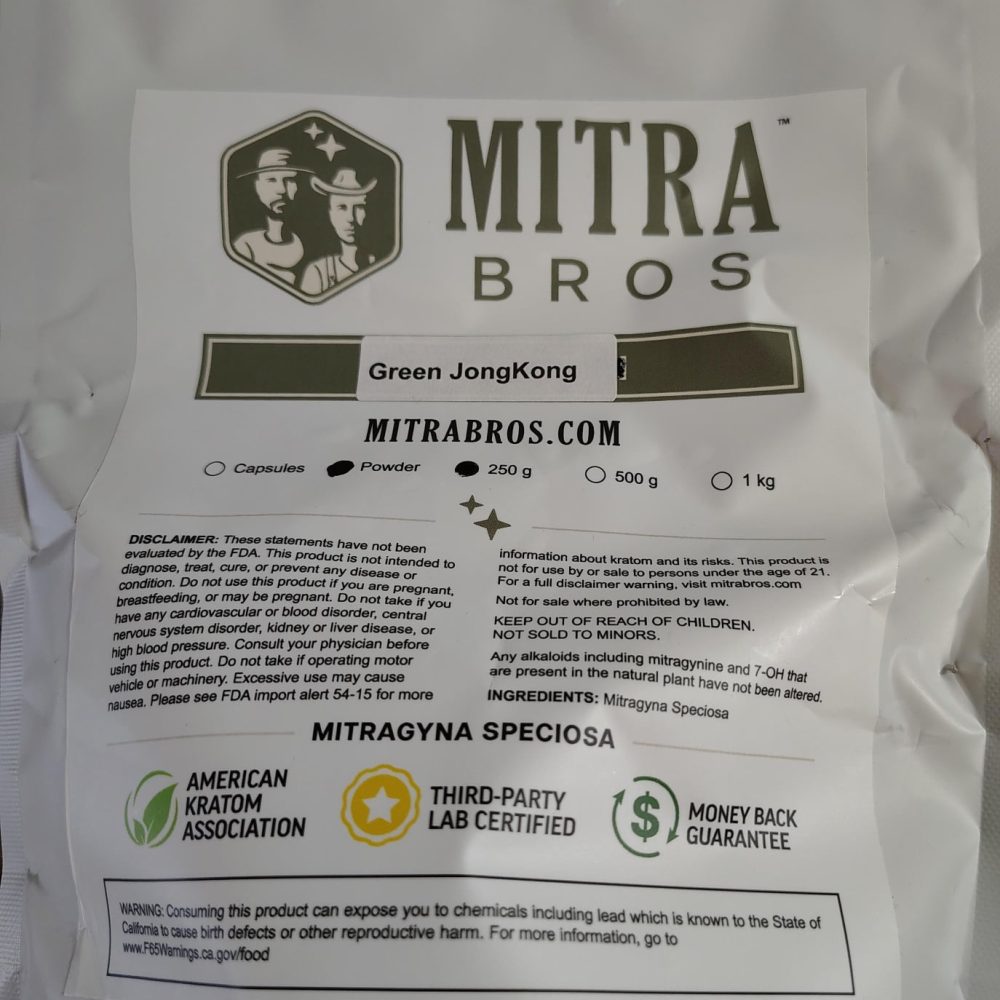 MITRA™
BROS
Green JongKong
MITRABROS.COM
Capsules Powder 250 g 500 g 1 kg
DISCLAIMER: These statements have not been
evaluated by the FDA. This product is not intended to
diagnose, treat, cure, or prevent any disease or
condition. Do not use this product if you are pregnant,
breastfeeding, or may be pregnant. Do not take if you
have any cardiovascular or blood disorder, central
nervous system disorder, kidney or liver disease, or
high blood pressure. Consult your physician before
using this product. Do not take if operating motor
vehicle or machinery. Excessive use may cause
nausea. Please see FDA import alert 54-15 for more
information about kratom and its risks. This product is
not for use by or sale to persons under the age of 21.
For a full disclaimer warning, visit mitrabros.com
Not for sale where prohibited by law.
KEEP OUT OF REACH OF CHILDREN.
NOT SOLD TO MINORS.
Any alkaloids including mitragynine and 7-OH that
are present in the natural plant have not been altered.
INGREDIENTS: Mitragyna Speciosa
MITRAGYNA SPECIOSA
AMERICAN
KRATOM
ASSOCIATION
THIRD-PARTY
LAB CERTIFIED
MONEY BACK
GUARANTEE
WARNING: Consuming this product can expose you to chemicals including lead which is known to the State of
California to cause birth defects or other reproductive harm. For more information, go to
www.P65Warnings.ca.gov/food